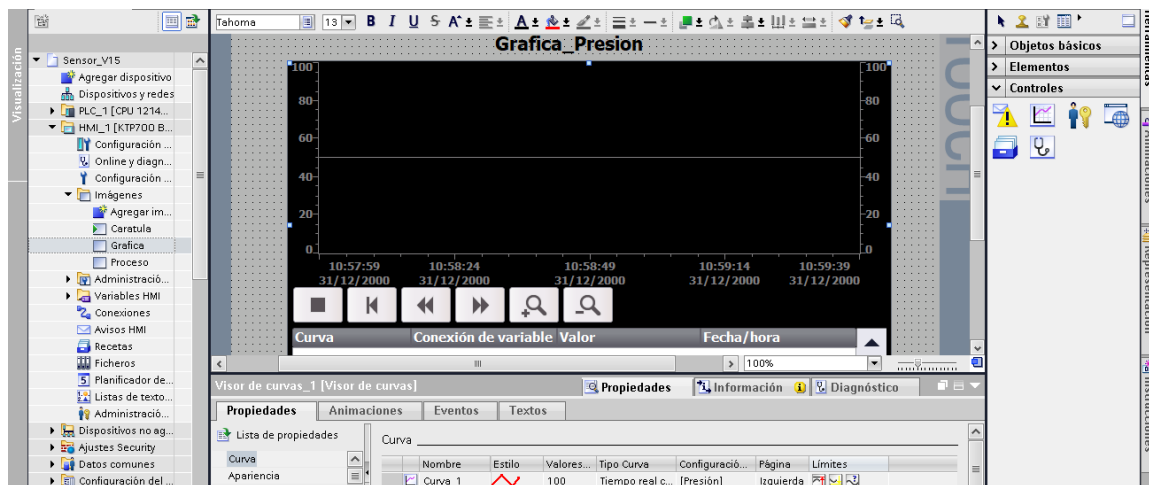 Tahoma 13 B I U S A
Visualización
Sensor_V15
Agregar dispositivo
Dispositivos y redes
PLC_1 [CPU 1214...
HMI_1 [KTP700 B...
Configuración ...
Online y diagn...
Configuración ...
Imágenes
Agregar im...
Caratula
Grafica
Proceso
Administració...
Variables HMI
Conexiones
Avisos HMI
Recetas
Ficheros
Planificador de...
Listas de texto...
Administració...
Dispositivos no ag...
Ajustes Security
Datos comunes
Configuración del ...
Grafica_Presion
100 100
80 80
60 60
40 40
20 20
0 0
10:57:59 10:58:24 10:58:49 10:59:14 10:59:39
31/12/2000 31/12/2000 31/12/2000 31/12/2000 31/12/2000
Curva Conexión de variable Valor Fecha/hora
TOUCH
100%
Visor de curvas_1 [Visor de curvas] Propiedades Información Diagnóstico
Propiedades Animaciones Eventos Textos
Lista de propiedades
Curva
Apariencia
Curva
Nombre Estilo Valores... Tipo Curva Configuració... Página Límites
Curva_1 100 Tiempo real c... [Presión] Izquierda
Objetos básicos
Elementos
Controles
Herramientas
Animaciones
Representación
Instrucciones